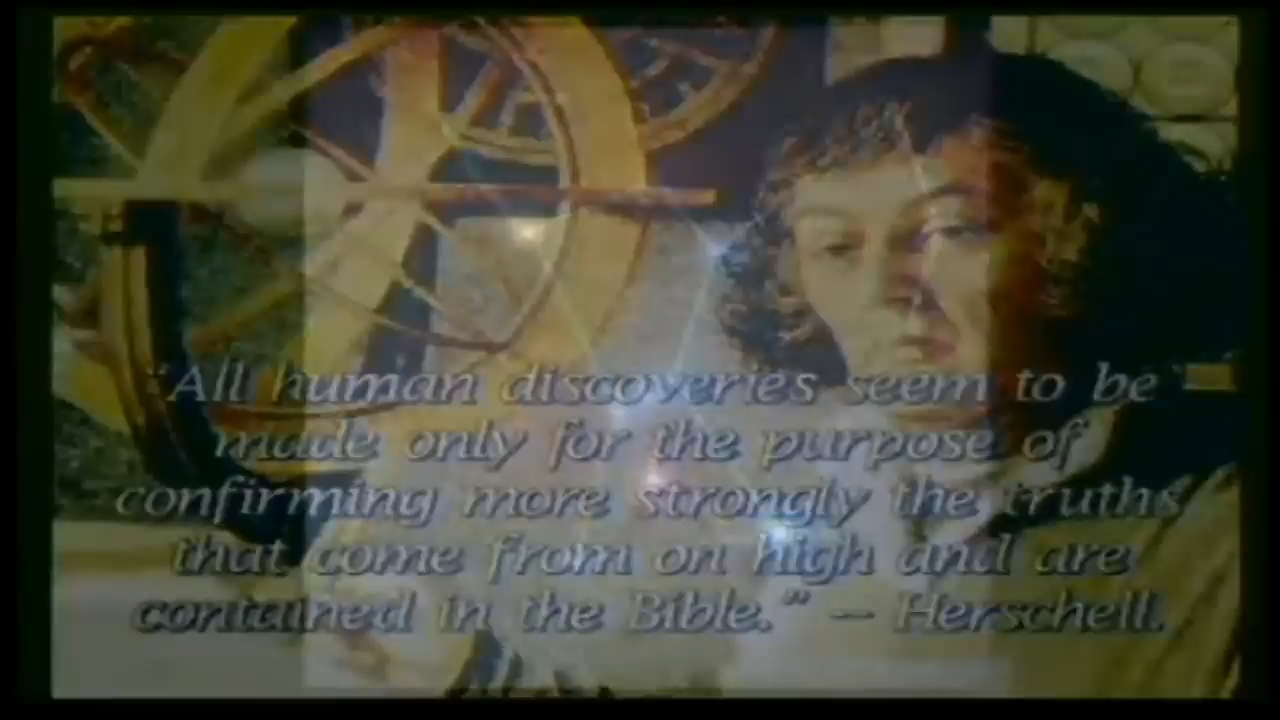 “All human discoveries seem to be
made only for the purpose of
confirming more strongly the truths
that come from on high and are
contained in the Bible.” -- Herschell.